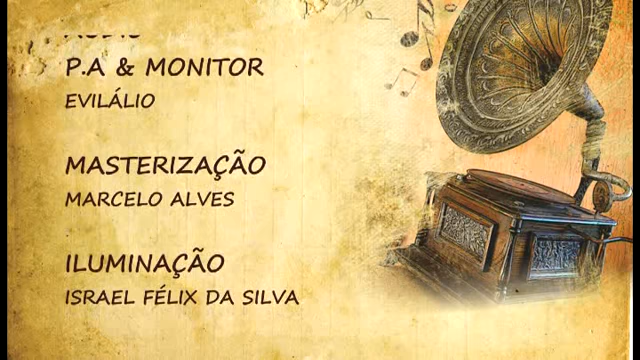 P.A & MONITOR
EVILÁLIO
MASTERIZAÇÃO
MARCELO ALVES
ILUMINAÇÃO
ISRAEL FÉLIX DA SILVA